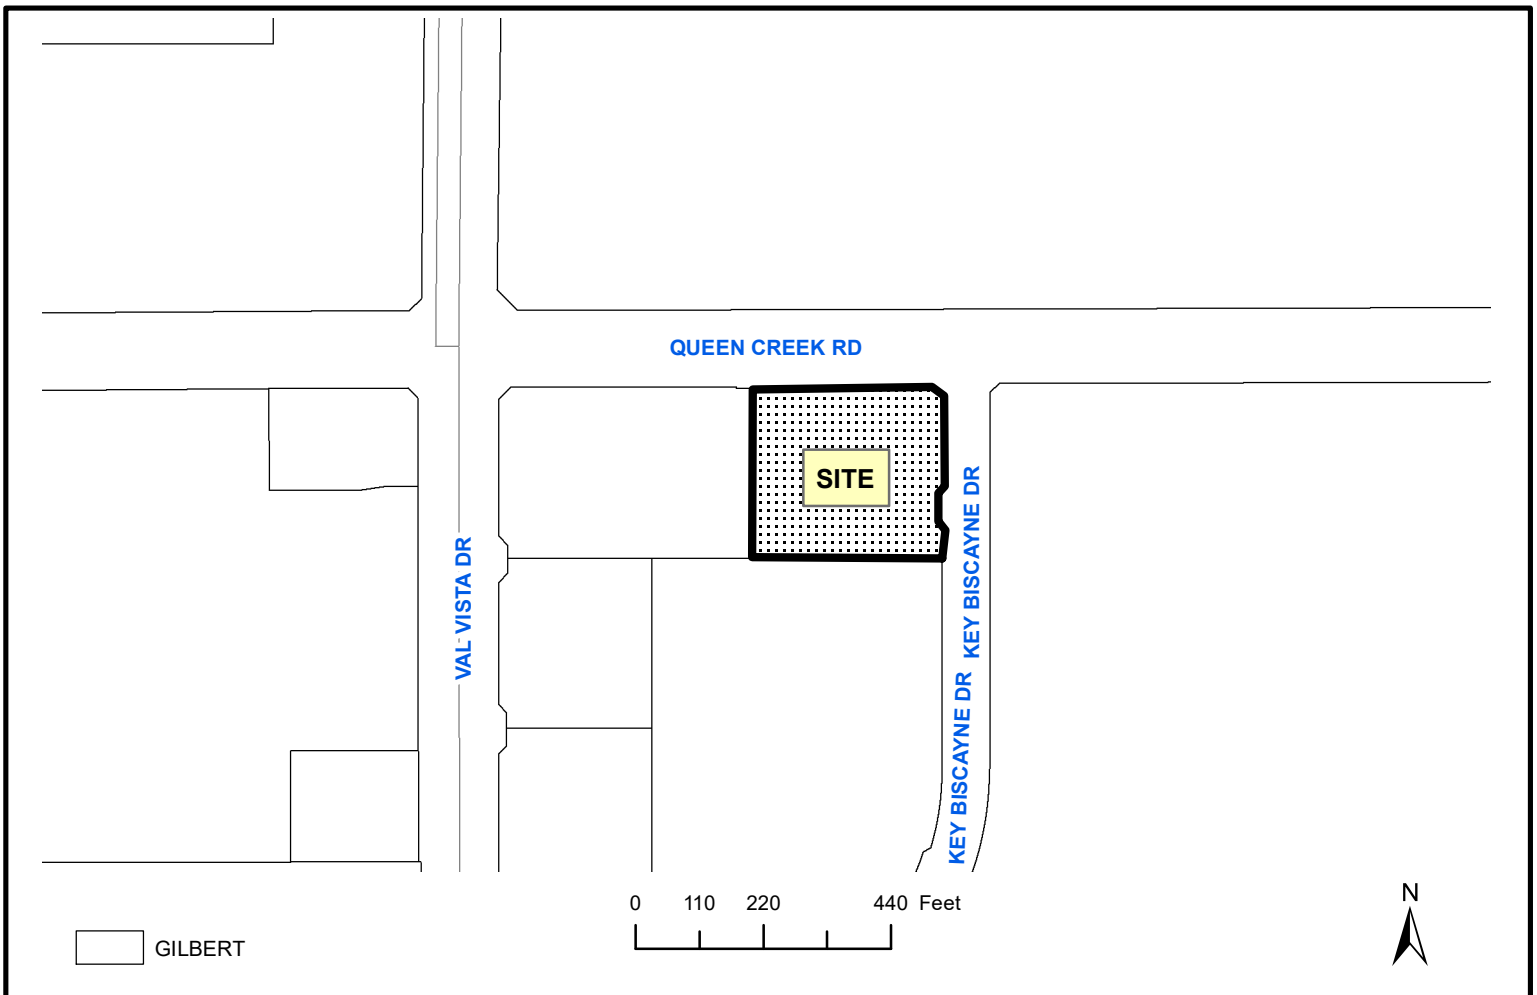 QUEEN CREEK RD
SITE
VAL VISTA DR
KEY BISCAYNE DR
KEY BISCAYNE DR
0 110 220 440 Feet
N
GILBERT